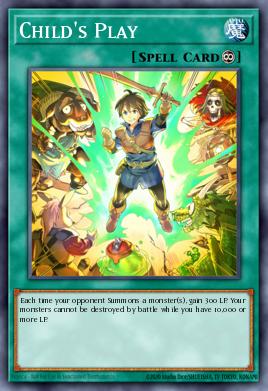 CHILD'S PLAY
魔
[SPELL CARD ]
Each time your opponent Summons a monster(s), gain 300 LP. Your
monsters cannot be destroyed by battle while you have 10,000 or
more LP.
©2020 Studio Dice/SHUEISHA, TV TOKYO, KONAMI